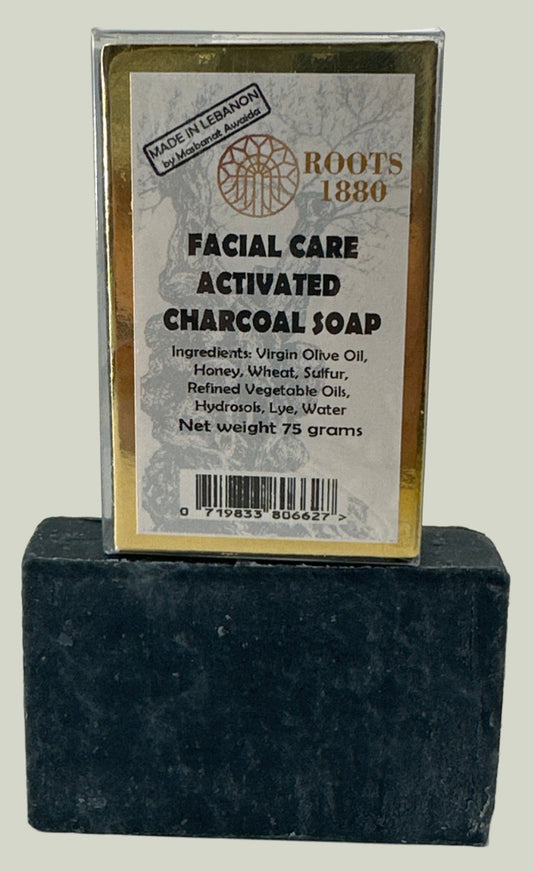 MADE IN LEBANON
by Masbanat Awaida
ROOTS
1880
FACIAL CARE
ACTIVATED
CHARCOAL SOAP
Ingredients: Virgin Olive Oil,
Honey, Wheat, Sulfur,
Refined Vegetable Oils,
Hydrosols, Lye, Water
Net weight 75 grams
0 719833 806627 >